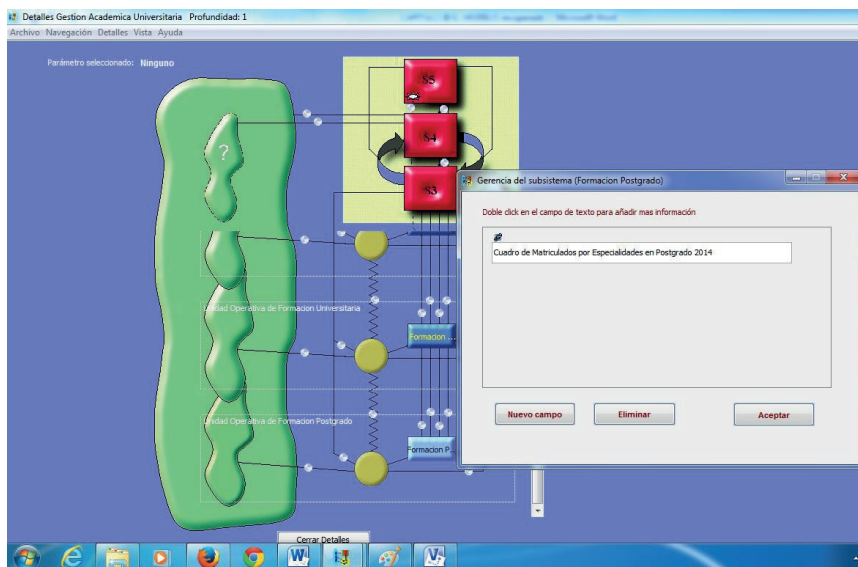 Detalles Gestion Academica Universitaria Profundidad: 1
Microsoft Word
Archivo Navegación Detalles Vista Ayuda
Parámetro seleccionado: Ninguno
S5
?
S4
S3
Gerencia del subsistema (Formacion Postgrado)
Doble click en el campo de texto para añadir mas información
Cuadro de Matriculados por Especialidades en Postgrado 2014
Unidad Operativa de Formacion Universitaria
Formacion ...
Nuevo campo Eliminar Aceptar
Unidad Operativa de Formacion Postgrado
Formacion P...
Cerrar Detalles